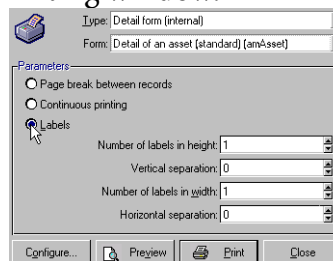 Type: Detail form (internal)
Form: Detail of an asset (standard) (amAsset)
Parameters
Page break between records
Continuous printing
Labels
Number of labels in height: 1
Vertical separation: 0
Number of labels in width: 1
Horizontal separation: 0
Configure... Preview Print Close